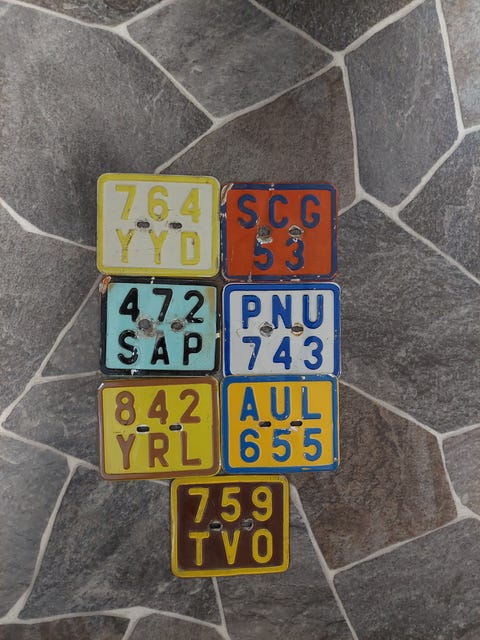 764
YYD
SCG
53
472
SAP
PNU
743
842
YRL
AUL
655
759
TVO